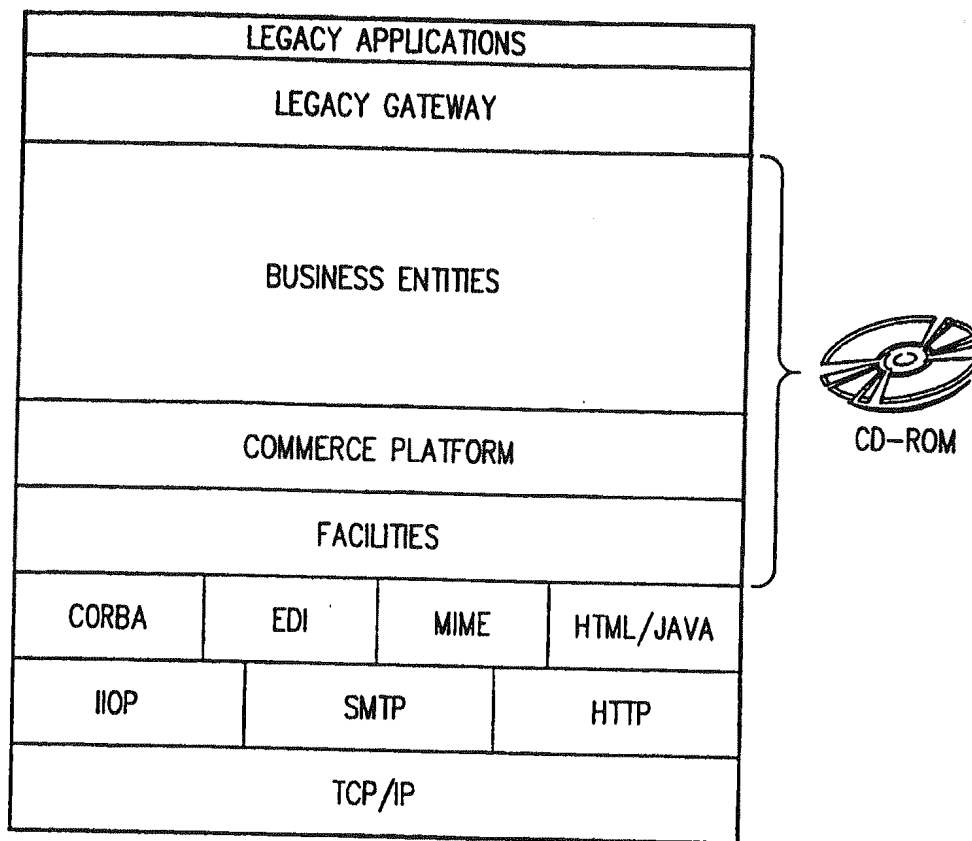 LEGACY APPLICATIONS
LEGACY GATEWAY
BUSINESS ENTITIES
COMMERCE PLATFORM
FACILITIES
CD-ROM
CORBA EDI MIME HTML/JAVA
IIOP SMTP HTTP
TCP/IP